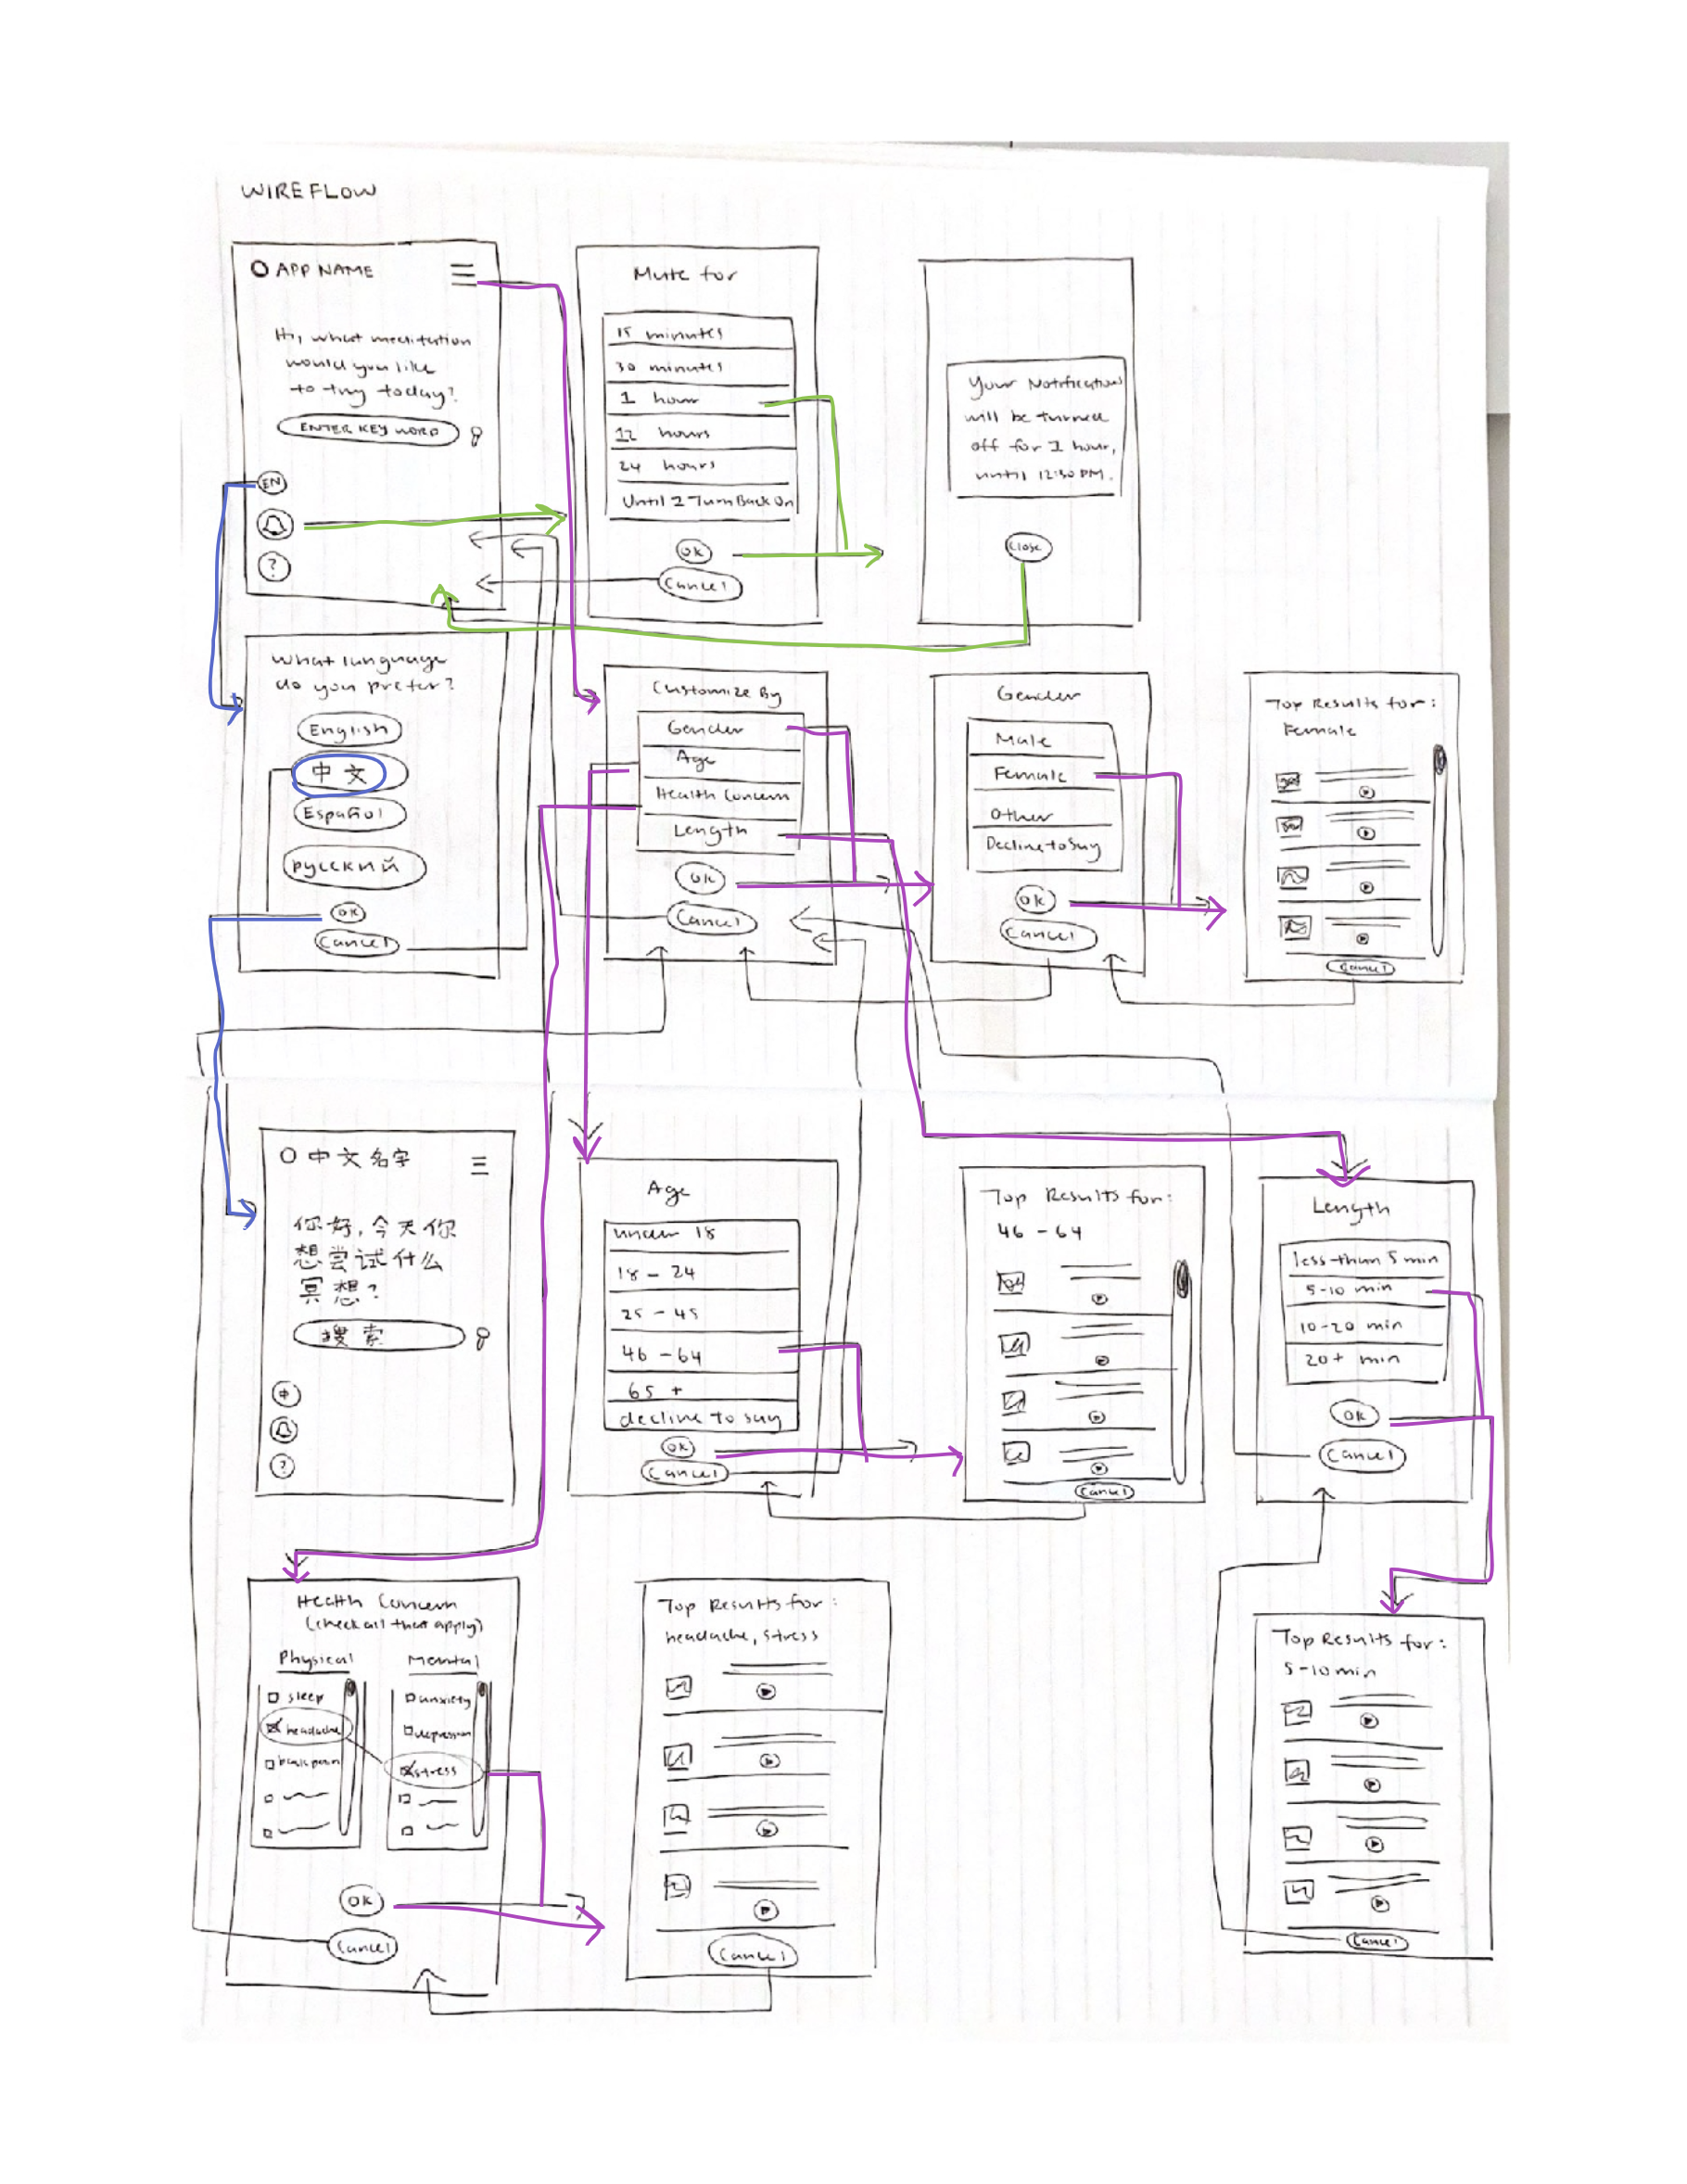 WIREFLOW
O APP NAME
Hi, what meditation
would you like
to try today?
ENTER KEY WORD
EN
?
Mute for
15 minutes
30 minutes
1 hour
12 hours
24 hours
Until I Turn Back On
OK
Cancel
Your Notifications
will be turned
off for 1 hour,
until 12:30 PM.
Close
What language
do you prefer?
English
中文
Español
русский
OK
Cancel
Customize By
Gender
Age
Health Concern
Length
OK
Cancel
Gender
Male
Female
Other
Decline to Say
OK
Cancel
Top Results for:
Female
Cancel
中文名字
你好,今天你
想尝试什么
冥想?
搜索
中
?
Age
under 18
18 - 24
25 - 45
46 - 64
65 +
decline to say
OK
Cancel
Top Results for:
46 - 64
Cancel
Length
less than 5 min
5-10 min
10-20 min
20+ min
OK
Cancel
Health Concern
(check all that apply)
Physical
sleep
headache
back pain
Mental
anxiety
depression
stress
OK
Cancel
Top Results for:
headache, stress
Cancel
Top Results for:
5-10 min
Cancel